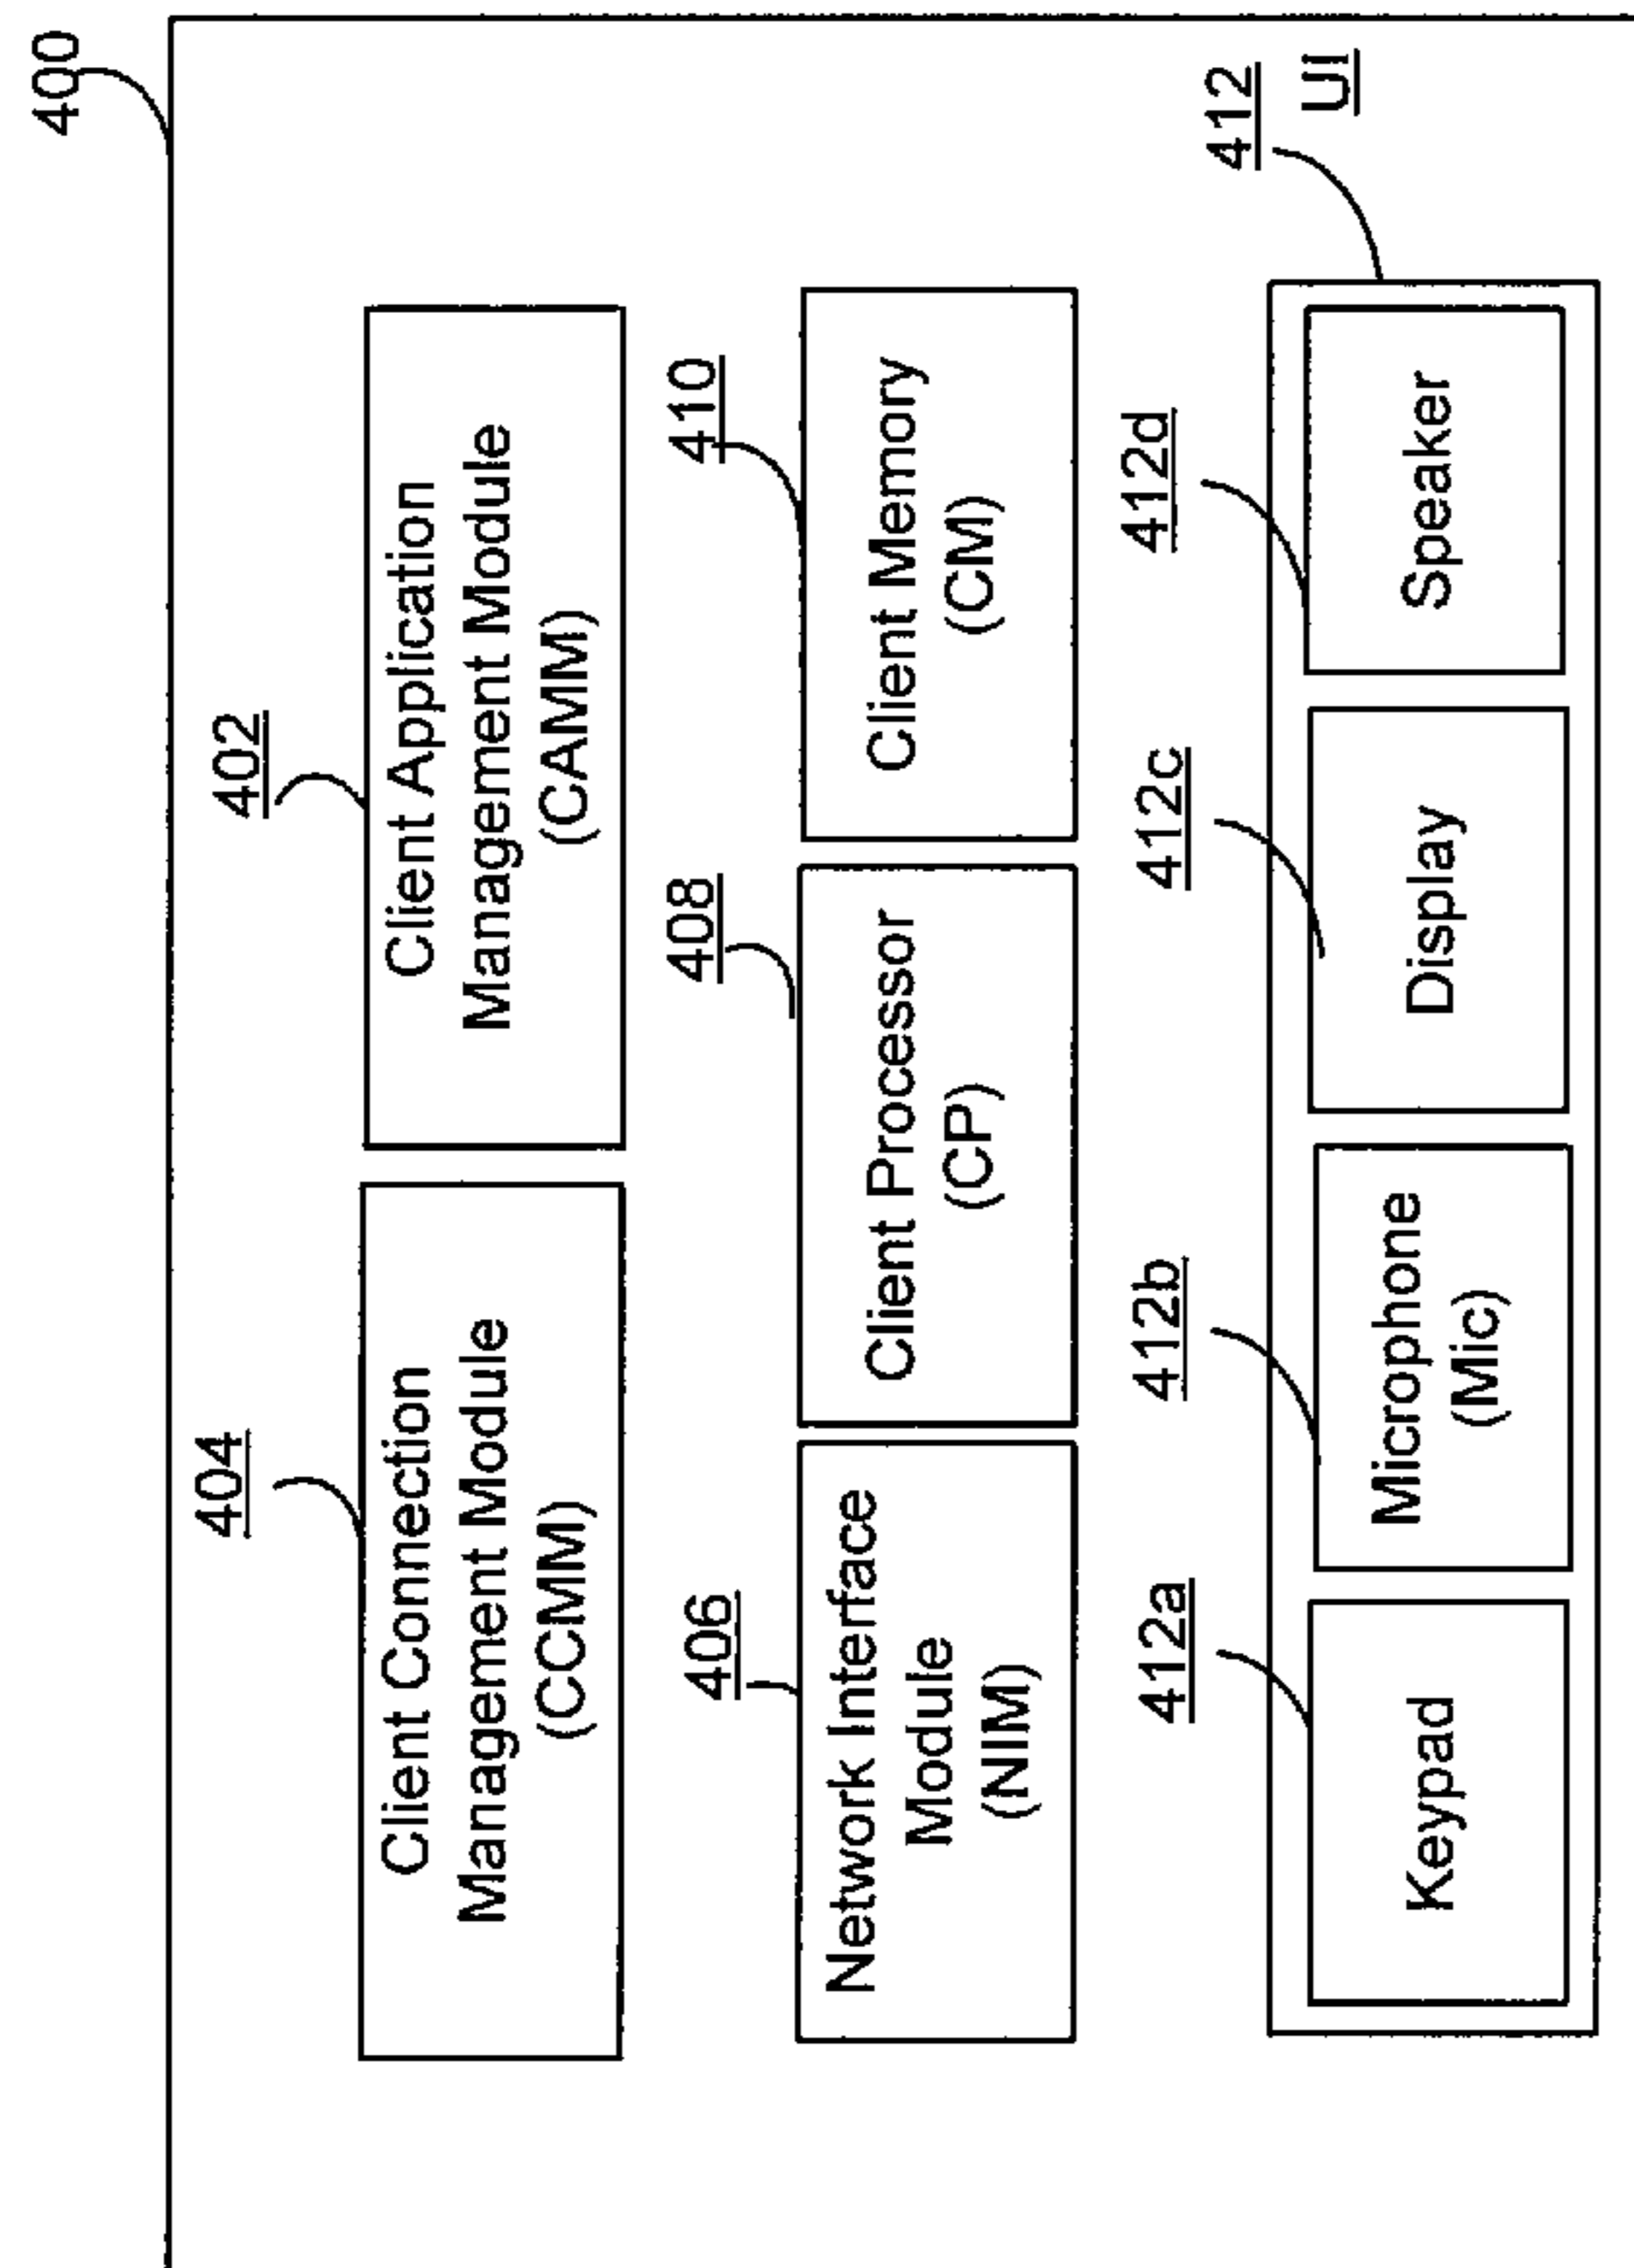 400
404
402
Client Connection
Management Module
(CCMM)
Client Application
Management Module
(CAMM)
406
408
410
Network Interface
Module
(NIM)
Client Processor
(CP)
Client Memory
(CM)
412a
412b
412c
412d
412
UI
Keypad
Microphone
(Mic)
Display
Speaker